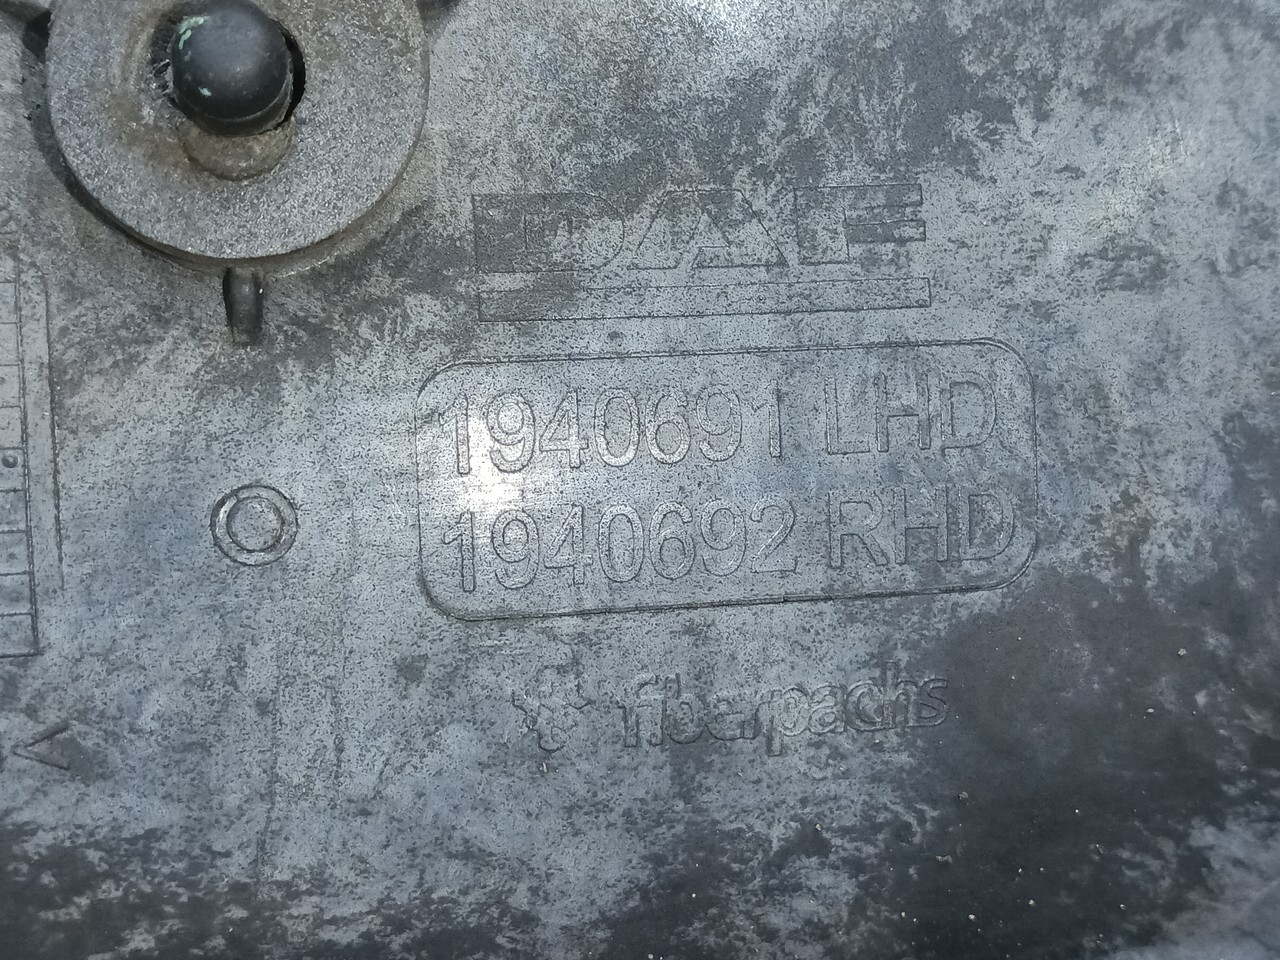 DAF
1940691 LHD
1940692 RHD
fiberpachs